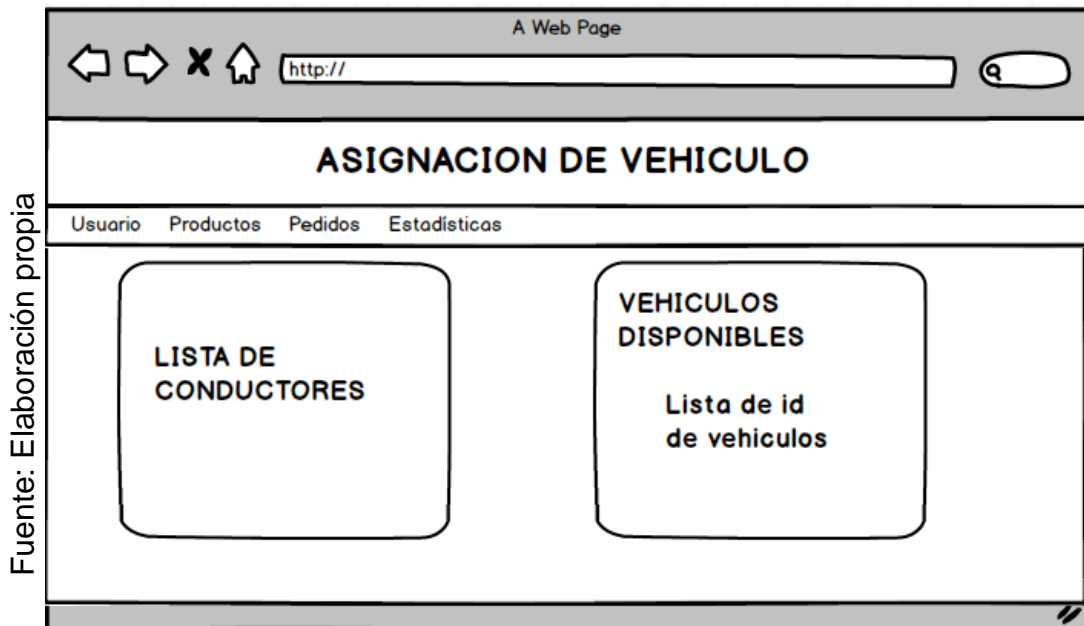 A Web Page
http://
ASIGNACION DE VEHICULO
Usuario Productos Pedidos Estadísticas
LISTA DE
CONDUCTORES
VEHICULOS
DISPONIBLES
Lista de id
de vehiculos
Fuente: Elaboración propia